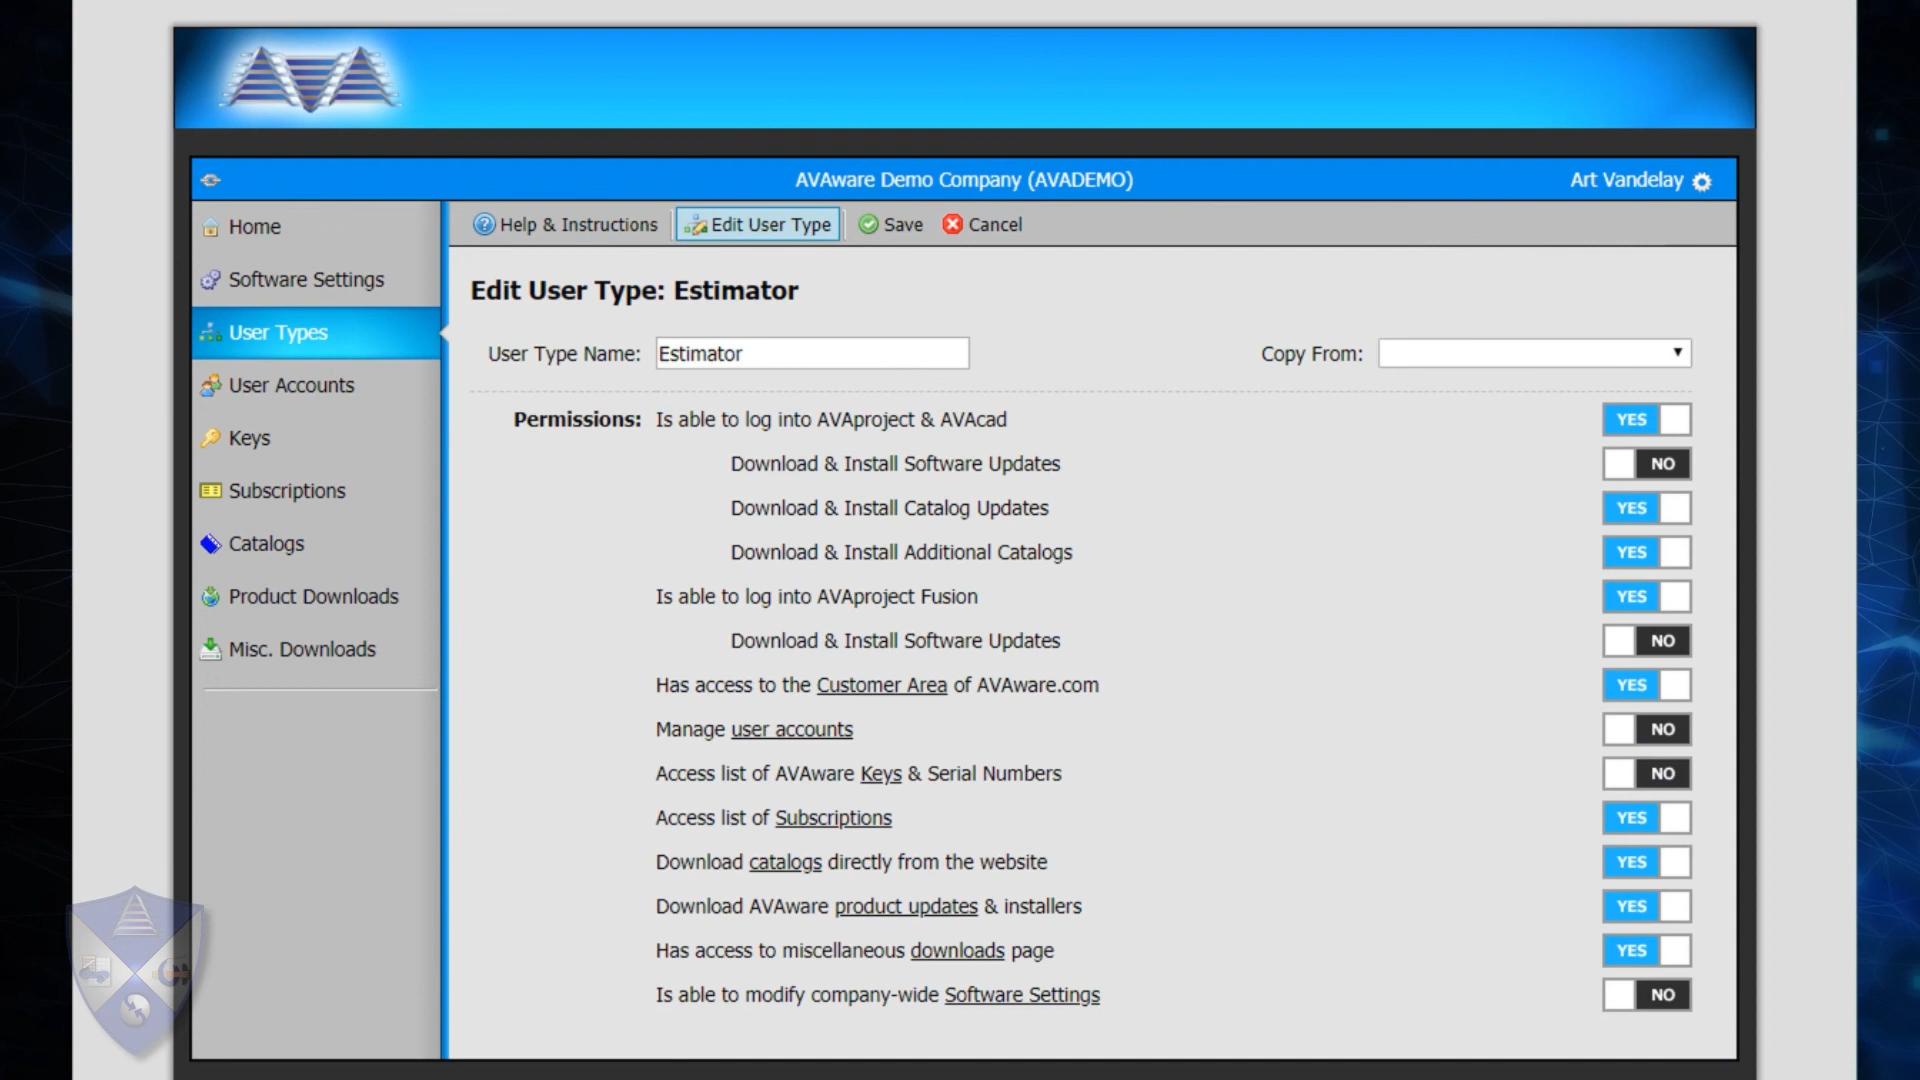 AVAware Demo Company (AVADEMO)
Art Vandelay
Home
Software Settings
User Types
User Accounts
Keys
Subscriptions
Catalogs
Product Downloads
Misc. Downloads
Help & Instructions
Edit User Type
Save
Cancel
Edit User Type: Estimator
User Type Name: Estimator
Copy From:
Permissions: Is able to log into AVAproject & AVAcad YES
Download & Install Software Updates NO
Download & Install Catalog Updates YES
Download & Install Additional Catalogs YES
Is able to log into AVAproject Fusion YES
Download & Install Software Updates NO
Has access to the Customer Area of AVAware.com YES
Manage user accounts NO
Access list of AVAware Keys & Serial Numbers NO
Access list of Subscriptions YES
Download catalogs directly from the website YES
Download AVAware product updates & installers YES
Has access to miscellaneous downloads page YES
Is able to modify company-wide Software Settings NO